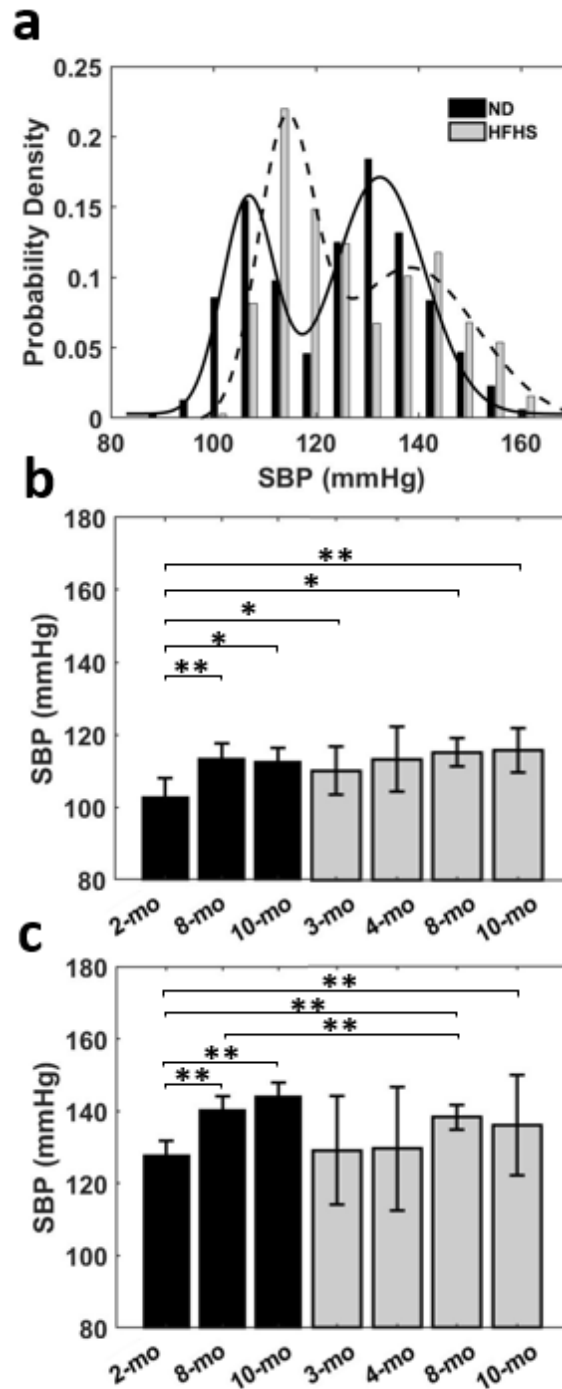 a
0.25
0.2
0.15
0.1
0.05
0
Probability Density
ND
HFHS
80 100 120 140 160
SBP (mmHg)
b
180
160
140
120
100
80
SBP (mmHg)
**
*
*
*
**
2-mo 8-mo 10-mo 3-mo 4-mo 8-mo 10-mo
c
180
160
140
120
100
80
SBP (mmHg)
**
**
**
**
**
2-mo 8-mo 10-mo 3-mo 4-mo 8-mo 10-mo